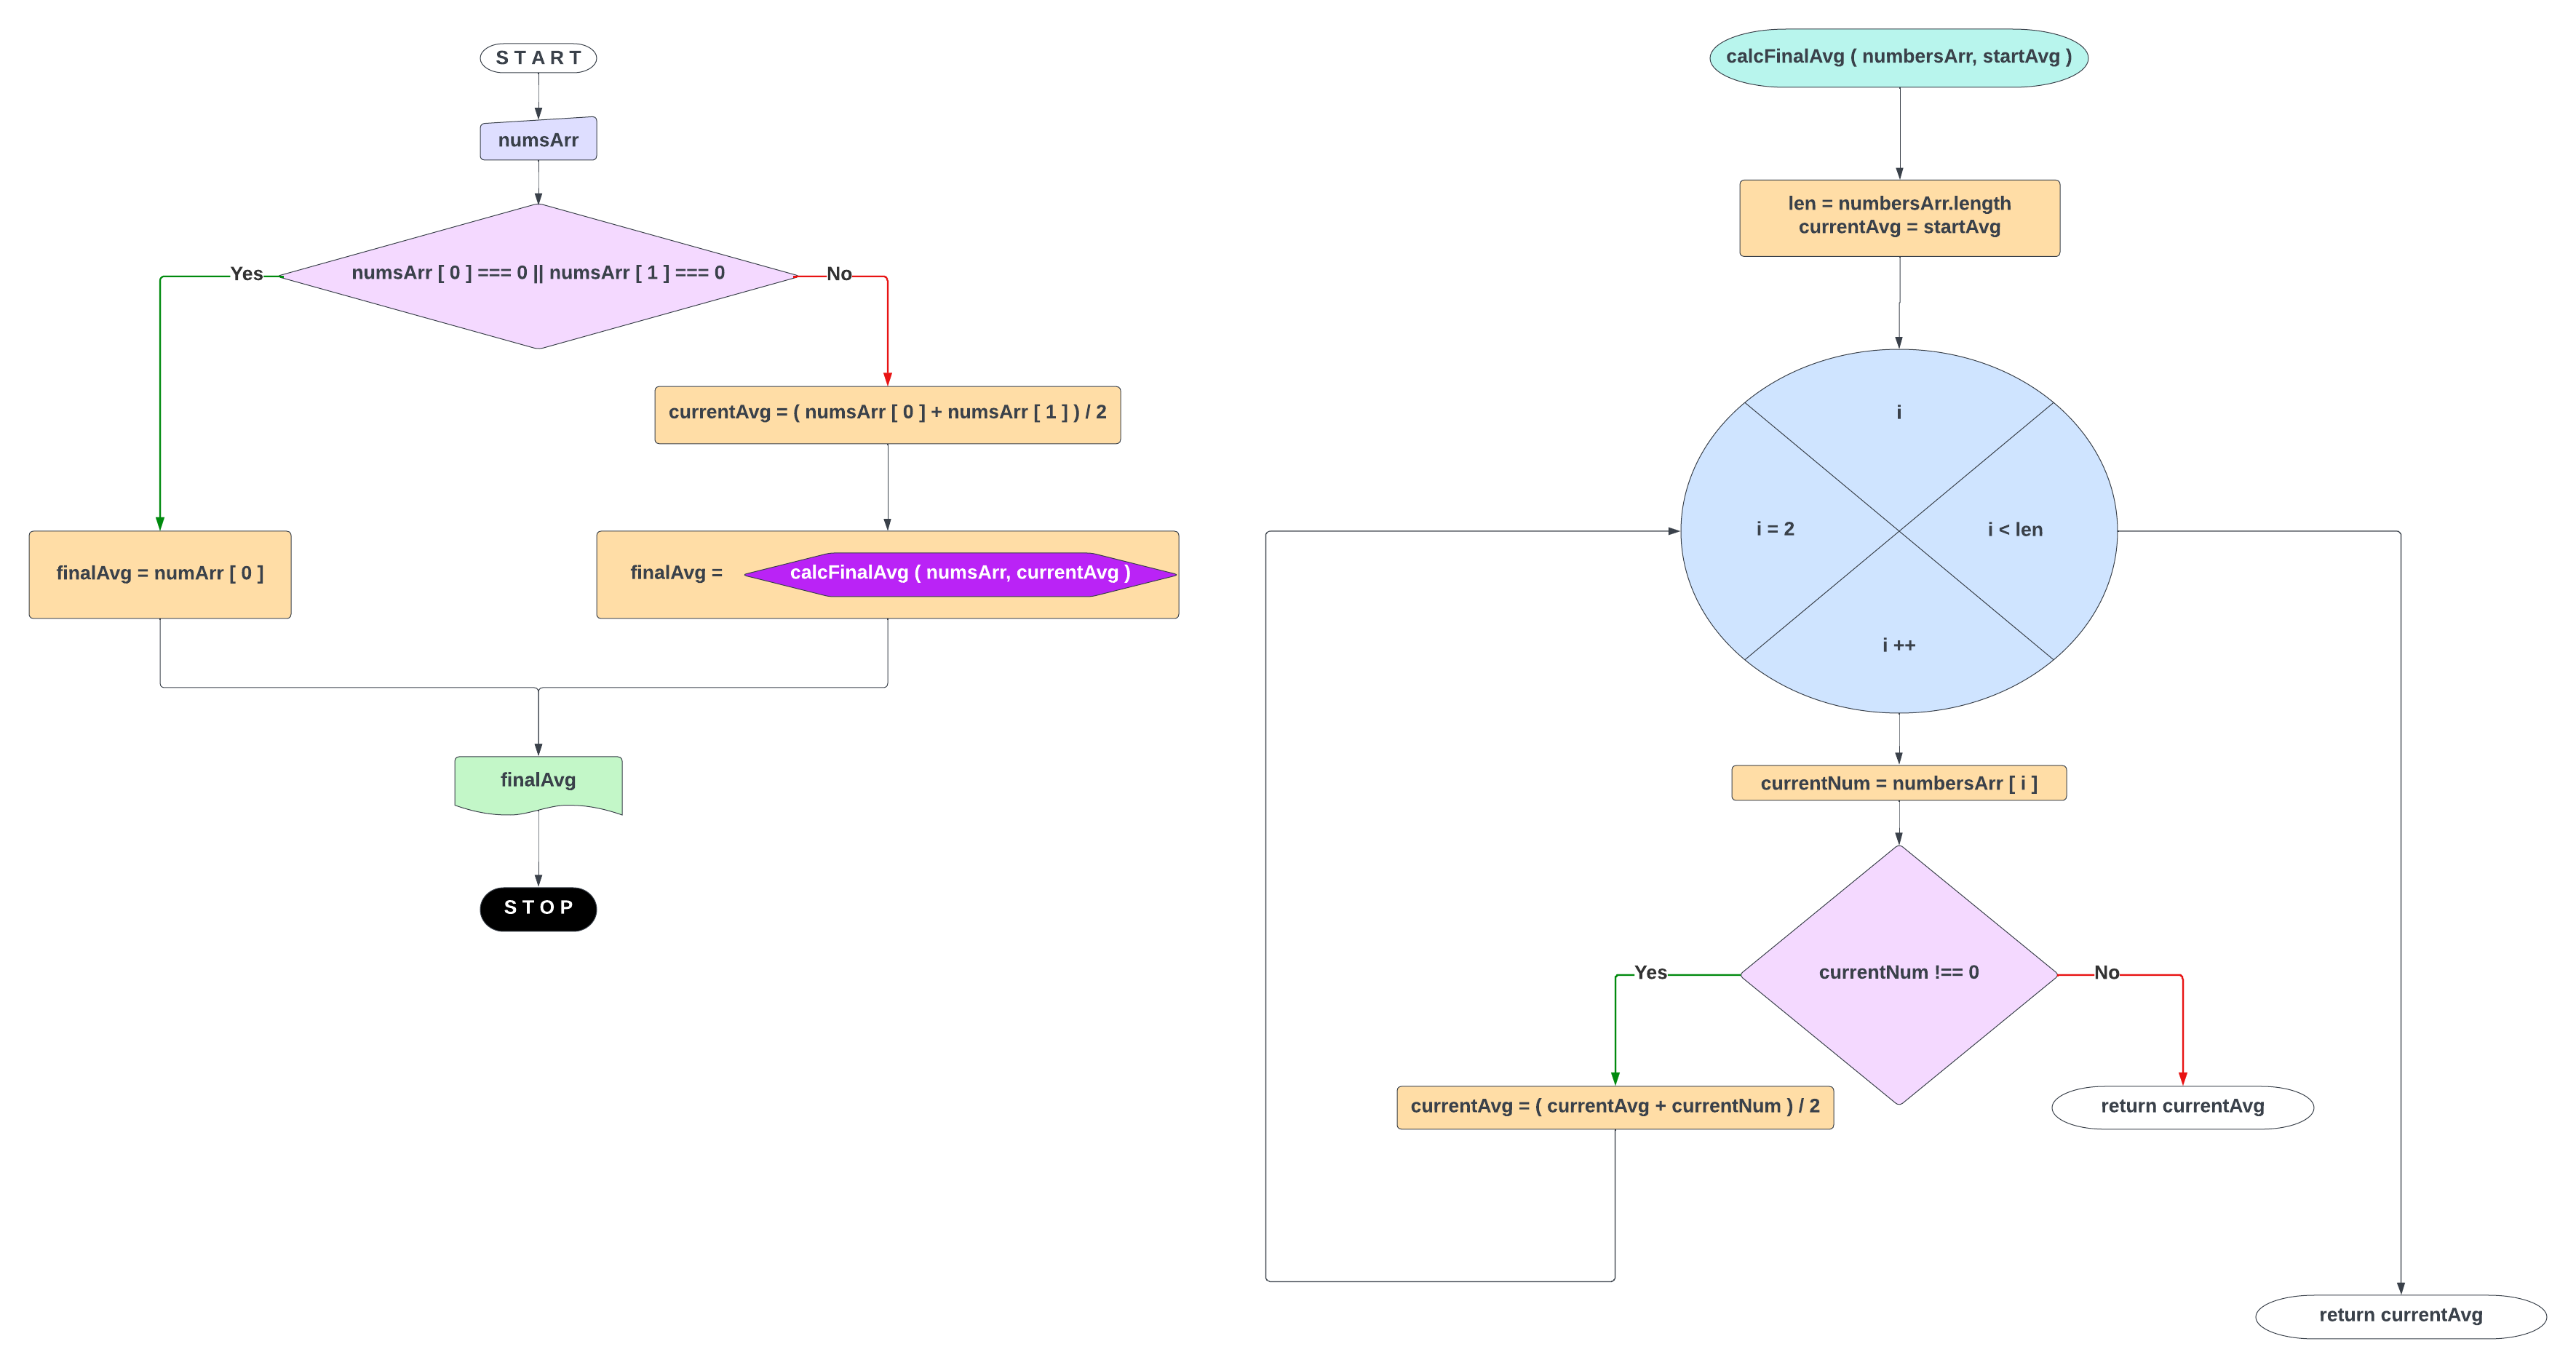 S T A R T
numsArr
numsArr [ 0 ] === 0 || numsArr [ 1 ] === 0
Yes
No
currentAvg = ( numsArr [ 0 ] + numsArr [ 1 ] ) / 2
finalAvg = numArr [ 0 ]
finalAvg =
calcFinalAvg ( numsArr, currentAvg )
finalAvg
S T O P
calcFinalAvg ( numbersArr, startAvg )
len = numbersArr.length
currentAvg = startAvg
i
i = 2
i < len
i ++
currentNum = numbersArr [ i ]
currentNum !== 0
Yes
No
currentAvg = ( currentAvg + currentNum ) / 2
return currentAvg
return currentAvg